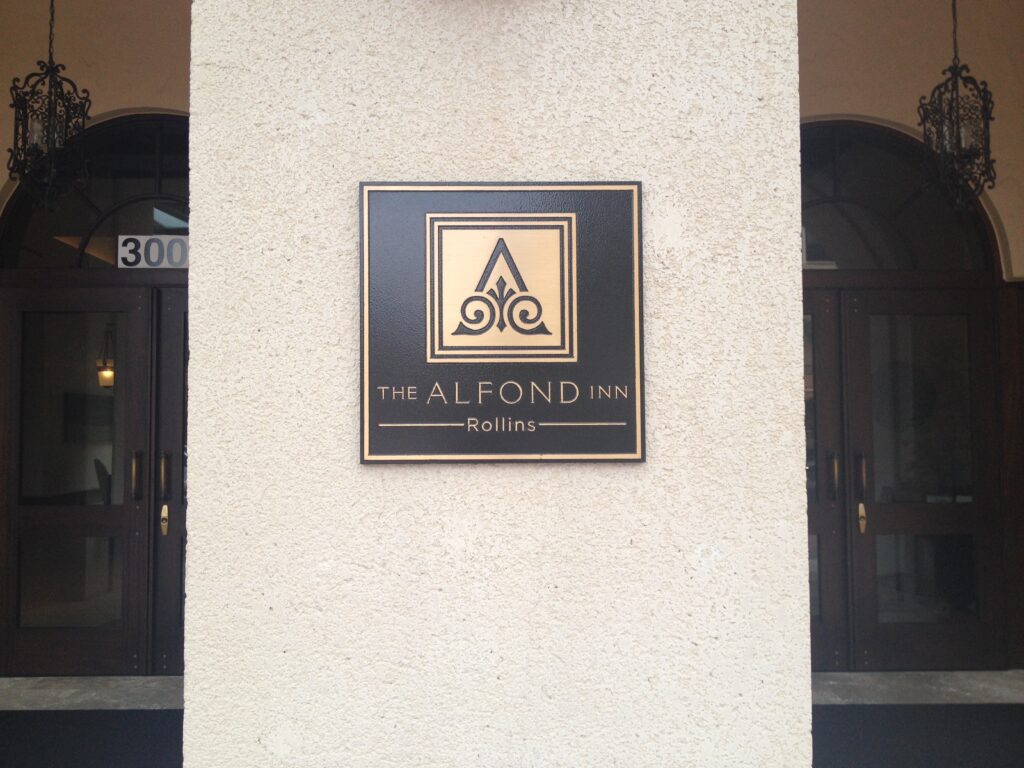 300
THE ALFOND INN
Rollins